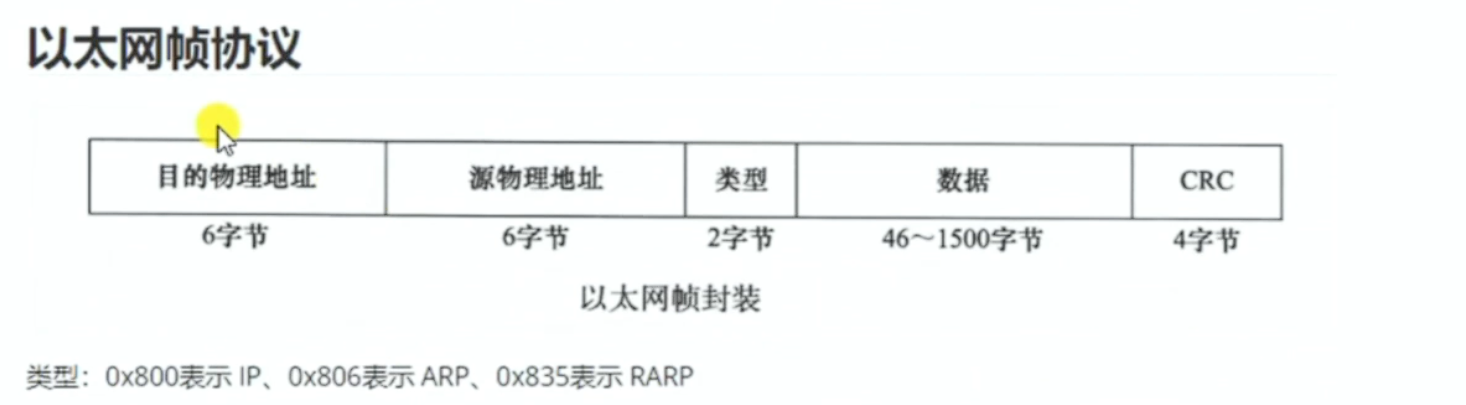 以太网帧协议
目的物理地址 源物理地址 类型 数据 CRC
6字节 6字节 2字节 46～1500字节 4字节
以太网帧封装
类型：0x800表示 IP、0x806表示 ARP、0x835表示 RARP